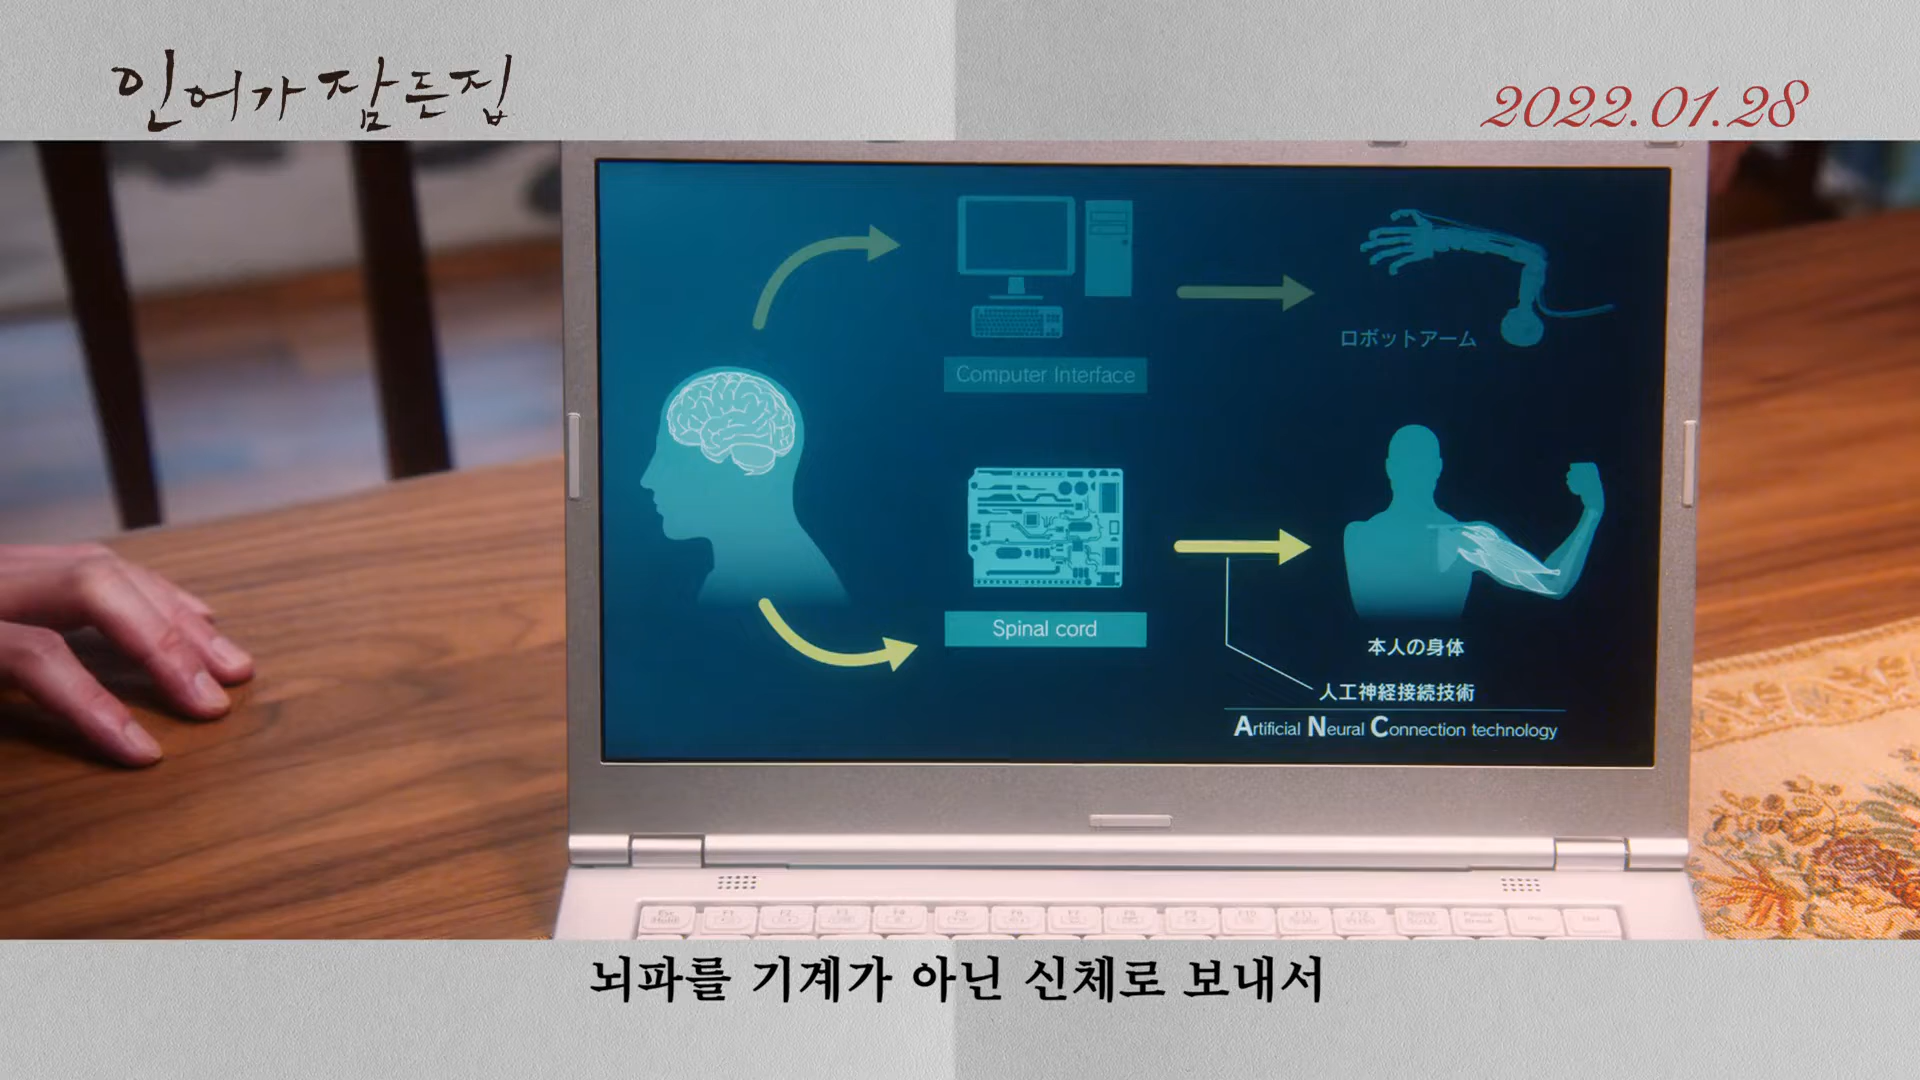 인어가 잠든 집
2022.01.28
Computer Interface
ロボットアーム
Spinal cord
本人の身体
人工神経接続技術
Artificial Neural Connection technology
뇌파를 기계가 아닌 신체로 보내서